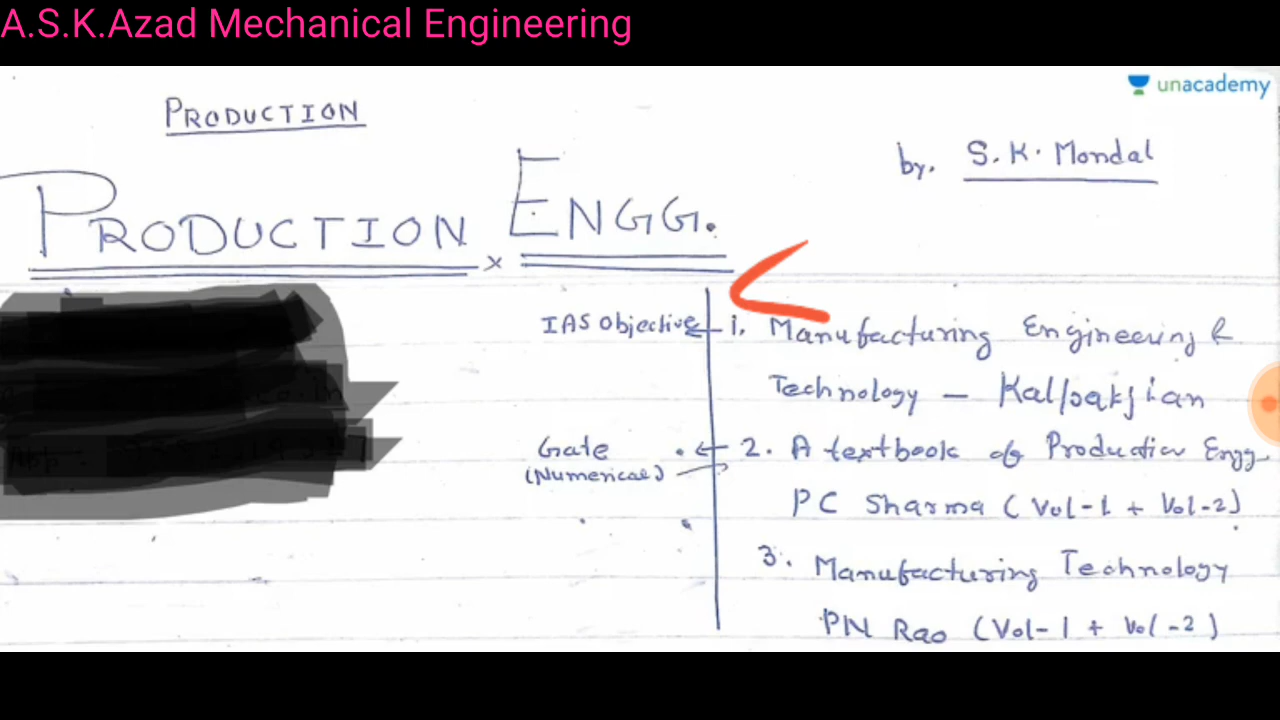 A.S.K.Azad Mechanical Engineering
unacademy
PRODUCTION
by. S.K. Mondal
PRODUCTION ENGG.
IAS Objective
1. Manufacturing Engineering &
Technology - Kalpakjian
Gate
(Numerical)
2. A textbook of Production Engg
PC Sharma (Vol-1 + Vol-2)
3. Manufacturing Technology
PN Rao (Vol-1 + Vol-2)